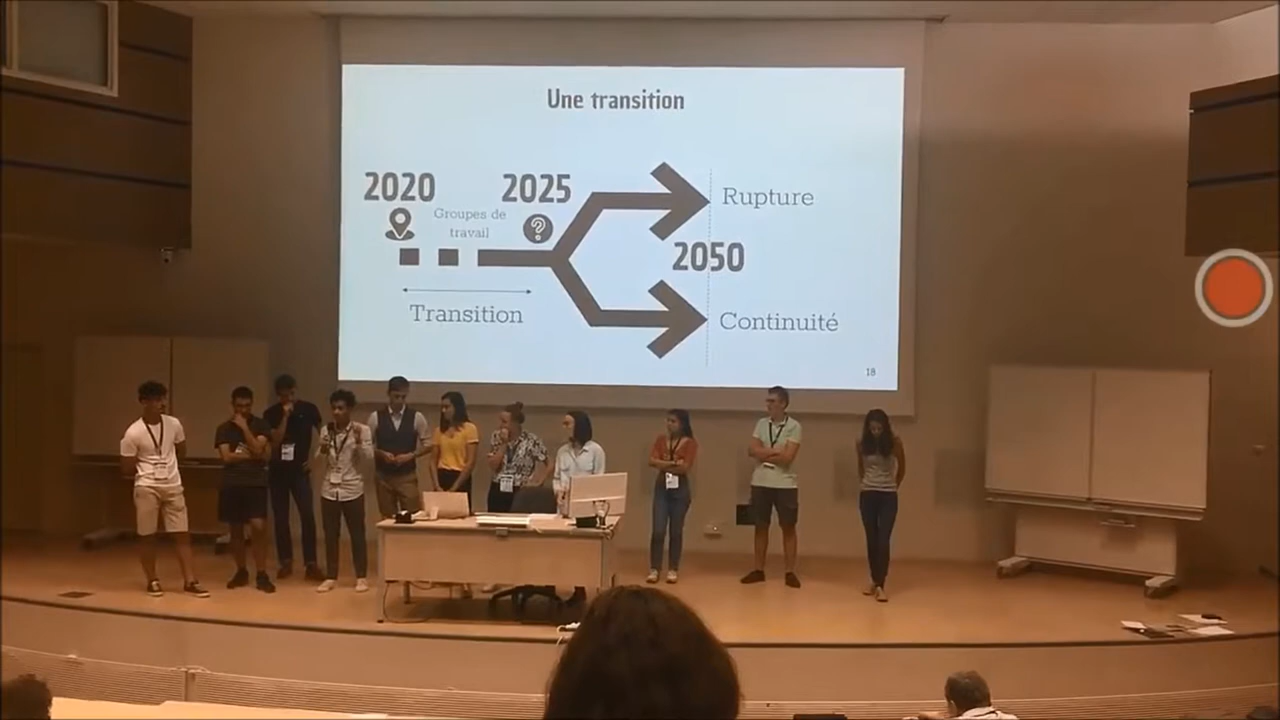 Une transition
2020
2025
Groupes de
travail
Rupture
2050
Transition
Continuité
18